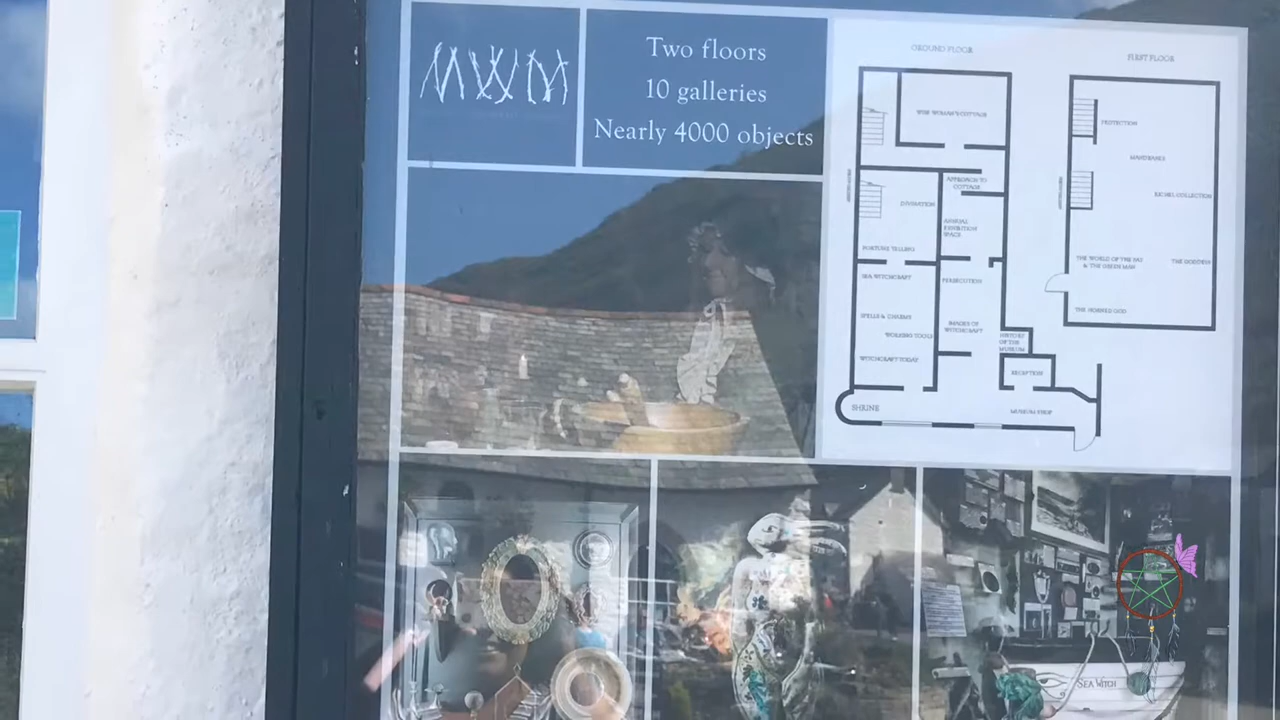 MWM
Two floors
10 galleries
Nearly 4000 objects
GROUND FLOOR
FIRST FLOOR
WISE WOMAN'S COTTAGE
APPROACH TO
COTTAGE
DIVINATION
ANNUAL
EXHIBITION
SPACE
FORTUNE TELLING
SEA WITCHCRAFT
PERSECUTION
SPELLS & CHARMS
IMAGES OF
WITCHCRAFT
WORKING TOOLS
HISTORY
OF THE
MUSEUM
WITCHCRAFT TODAY
RECEPTION
SHRINE
MUSEUM SHOP
PROTECTION
MANDRAKES
RICHEL COLLECTION
THE WORLD OF THE FAY
& THE GREEN MAN
THE GODDESS
THE HORNED GOD
SEA WITCH